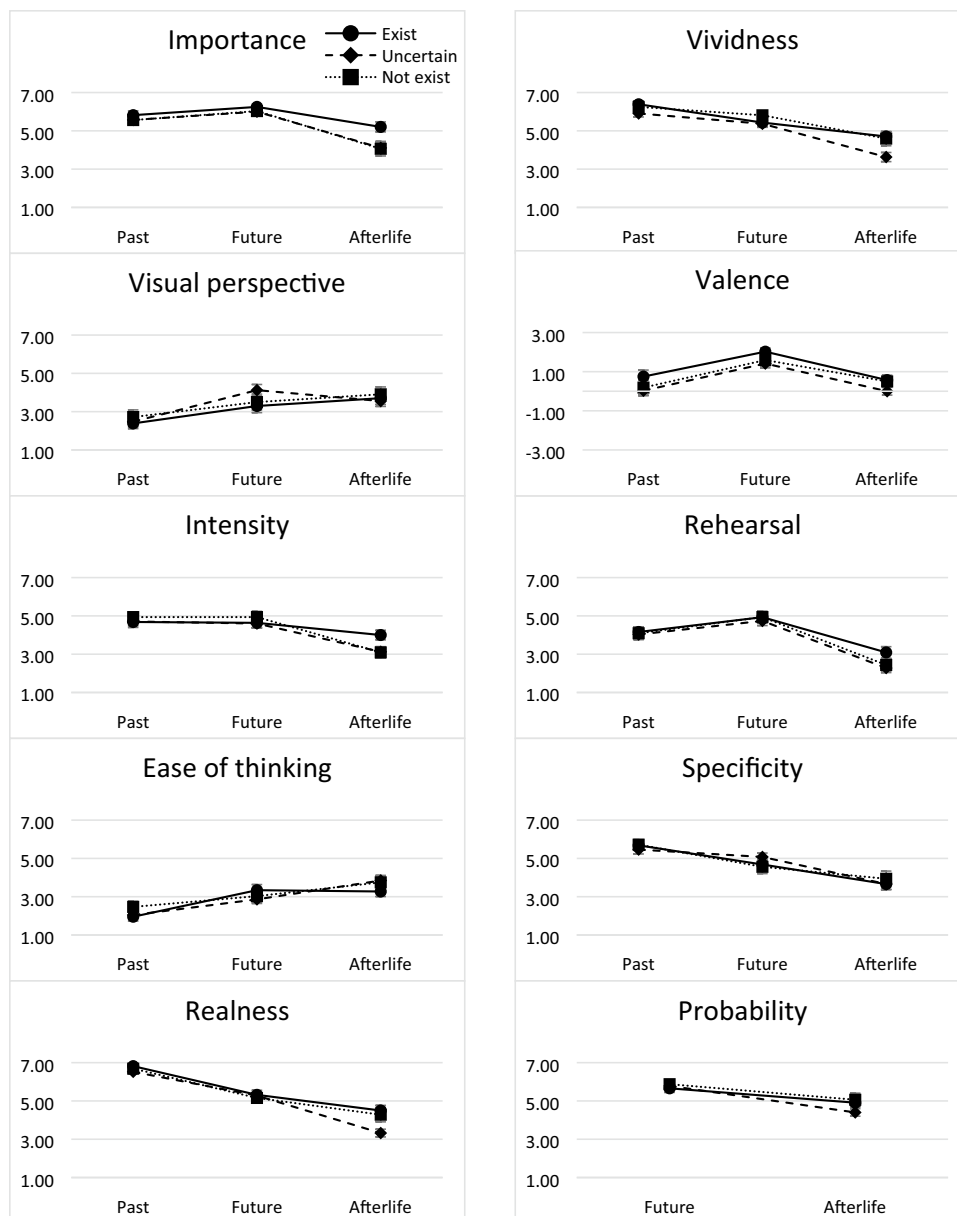 Importance
Exist
Uncertain
Not exist
7.00
5.00
3.00
1.00
Past Future Afterlife
Vividness
7.00
5.00
3.00
1.00
Past Future Afterlife
Visual perspective
7.00
5.00
3.00
1.00
Past Future Afterlife
Valence
3.00
1.00
-1.00
-3.00
Past Future Afterlife
Intensity
7.00
5.00
3.00
1.00
Past Future Afterlife
Rehearsal
7.00
5.00
3.00
1.00
Past Future Afterlife
Ease of thinking
7.00
5.00
3.00
1.00
Past Future Afterlife
Specificity
7.00
5.00
3.00
1.00
Past Future Afterlife
Realness
7.00
5.00
3.00
1.00
Past Future Afterlife
Probability
7.00
5.00
3.00
1.00
Future Afterlife